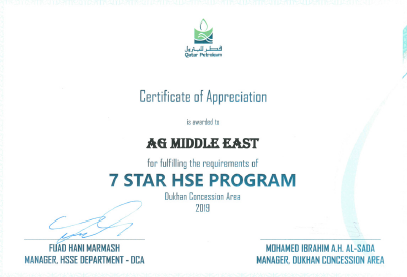 قطر للبترول
Qatar Petroleum
Certificate of Appreciation
is awarded to
AG MIDDLE EAST
for fulfilling the requirements of
7 STAR HSE PROGRAM
Dukhan Concession Area
2019
FUAD HANI MARMASH
MANAGER, HSSE DEPARTMENT - DCA
MOHAMED IBRAHIM A.H. AL-SADA
MANAGER, DUKHAN CONCESSION AREA